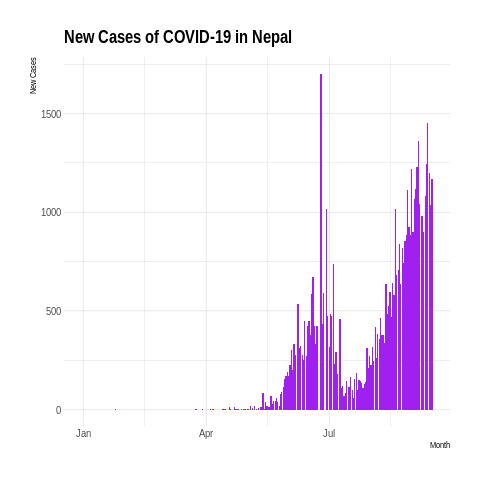 New Cases of COVID-19 in Nepal
New Cases
1500
1000
500
0
Jan Apr Jul
Month